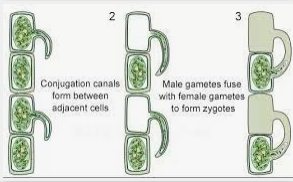 2
3
Conjugation canals
form between
adjacent cells
Male gametes fuse
with female gametes
to form zygotes